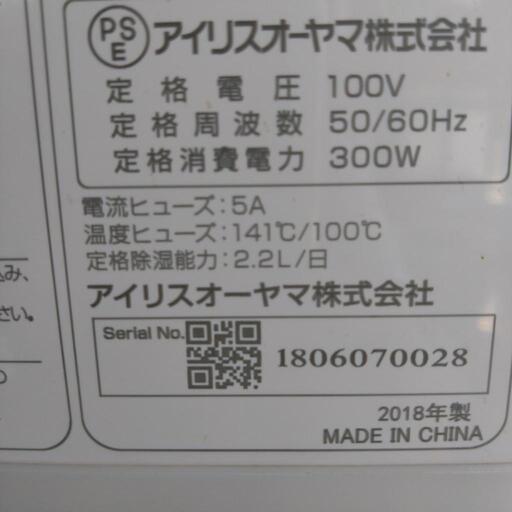 PS
E
アイリスオーヤマ株式会社
定格電圧 100V
定格周波数 50/60Hz
定格消費電力 300W
電流ヒューズ:5A
温度ヒューズ:141℃/100℃
定格除湿能力:2.2L/日
アイリスオーヤマ株式会社
Serial No.
1806070028
2018年製
MADE IN CHINA
み、
さい。